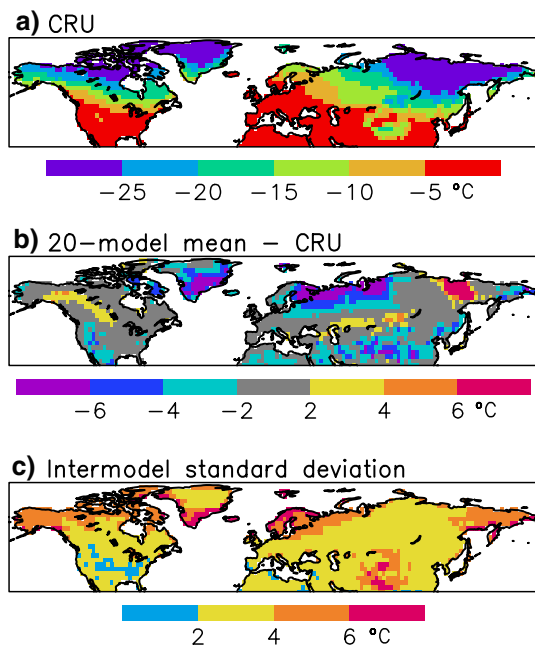 a) CRU
−25 −20 −15 −10 −5 °C
b) 20-model mean − CRU
−6 −4 −2 2 4 6 °C
c) Intermodel standard deviation
2 4 6 °C